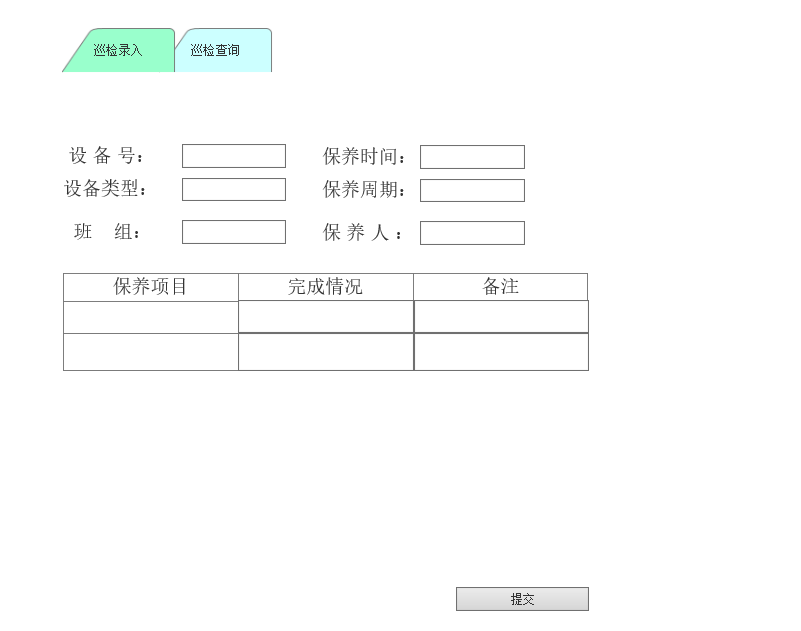 巡检录入 巡检查询
设 备 号： 保养时间：
设备类型： 保养周期：
班 组： 保 养 人：
保养项目 完成情况 备注
提交